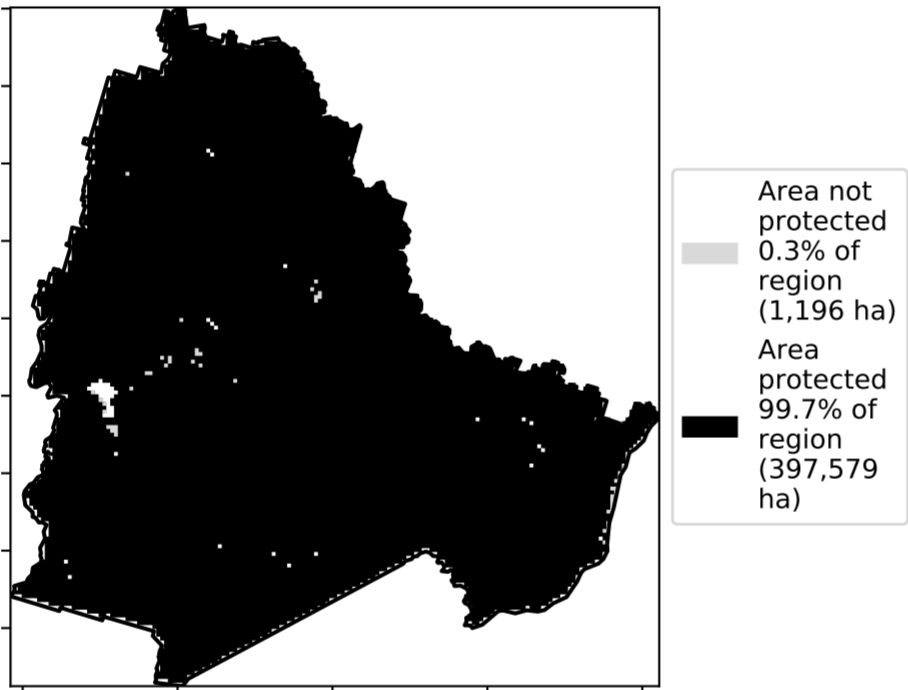 Area not
protected
0.3% of
region
(1,196 ha)
Area
protected
99.7% of
region
(397,579
ha)